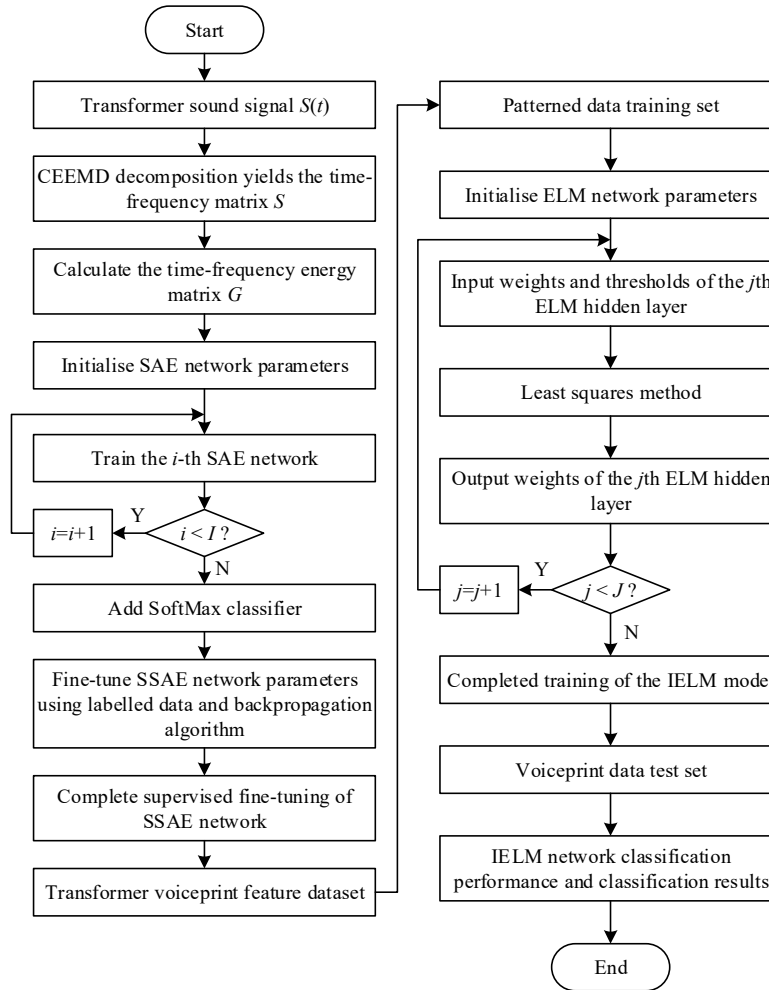 Start
Transformer sound signal S(t)
CEEMD decomposition yields the time-
frequency matrix S
Calculate the time-frequency energy
matrix G
Initialise SAE network parameters
Train the i-th SAE network
i=i+1
Y
i < I ?
N
Add SoftMax classifier
Fine-tune SSAE network parameters
using labelled data and backpropagation
algorithm
Complete supervised fine-tuning of
SSAE network
Transformer voiceprint feature dataset
Patterned data training set
Initialise ELM network parameters
Input weights and thresholds of the jth
ELM hidden layer
Least squares method
Output weights of the jth ELM hidden
layer
j=j+1
Y
j < J ?
N
Completed training of the IELM mode
Voiceprint data test set
IELM network classification
performance and classification results
End